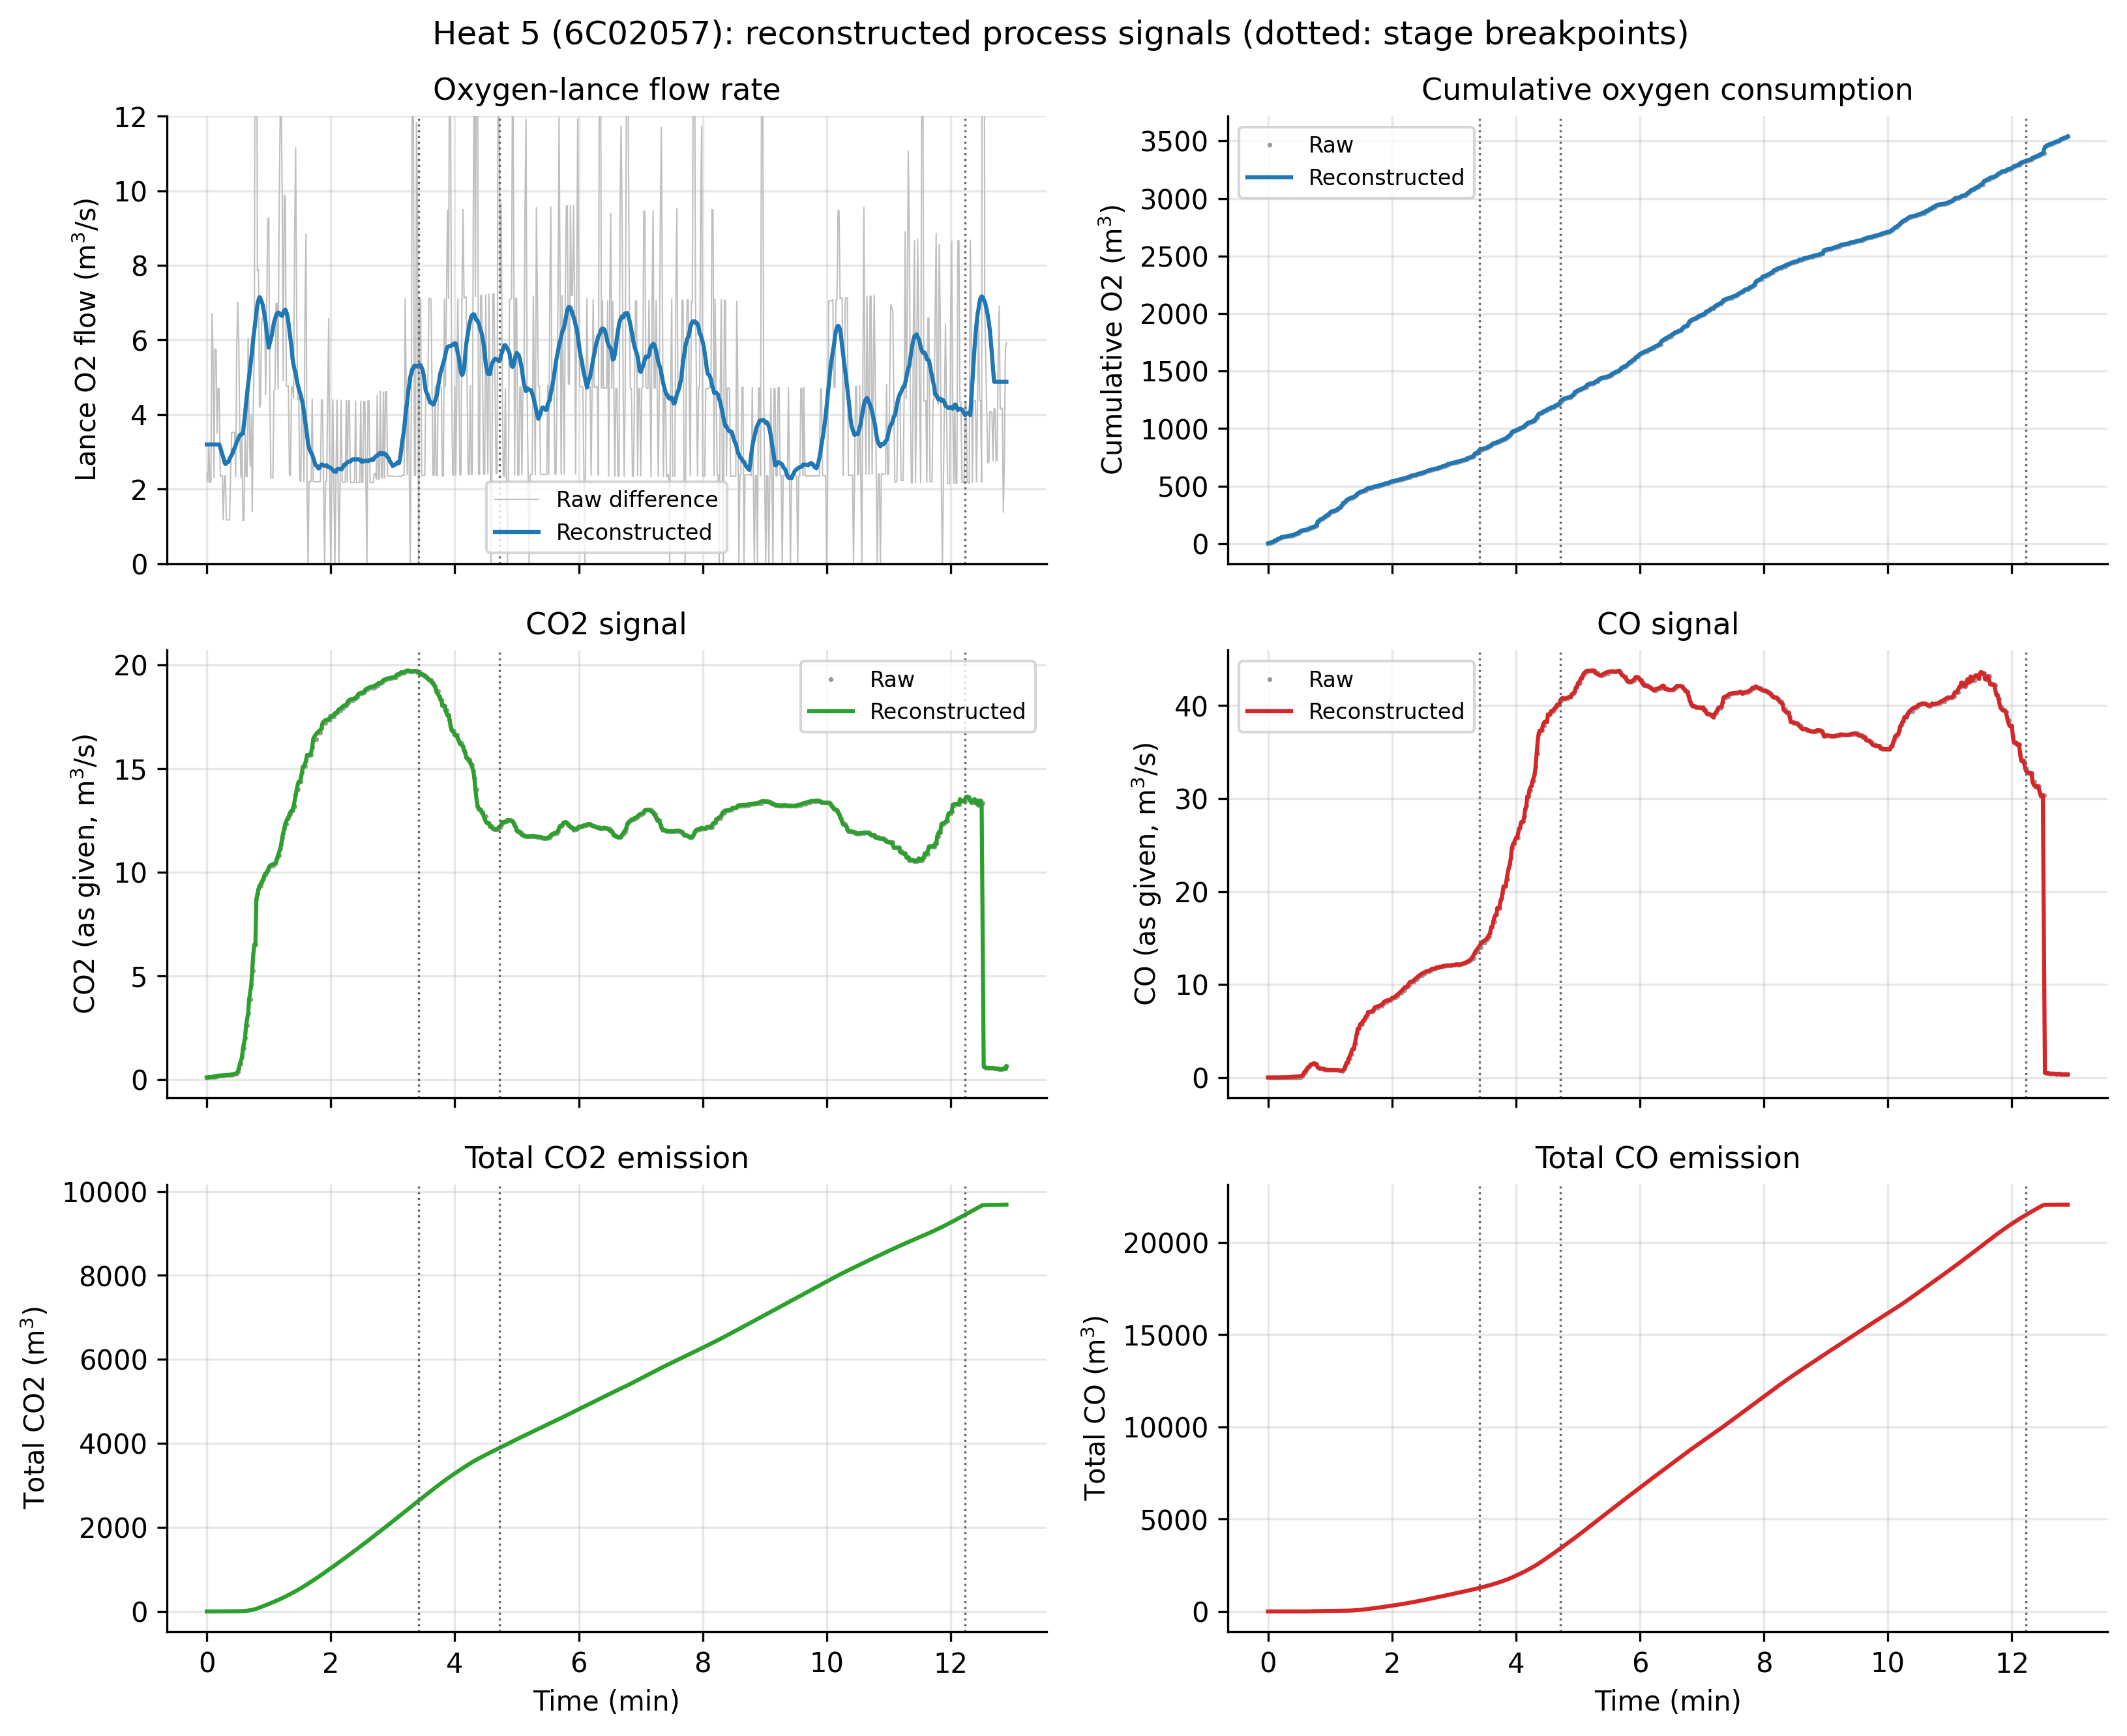 Heat 5 (6C02057): reconstructed process signals (dotted: stage breakpoints)
Oxygen-lance flow rate
Lance O2 flow (m³/s)
12
10
8
6
4
2
0
Raw difference
Reconstructed
Cumulative oxygen consumption
Cumulative O2 (m³)
3500
3000
2500
2000
1500
1000
500
0
Raw
Reconstructed
CO2 signal
CO2 (as given, m³/s)
20
15
10
5
0
Raw
Reconstructed
CO signal
CO (as given, m³/s)
40
30
20
10
0
Raw
Reconstructed
Total CO2 emission
Total CO2 (m³)
10000
8000
6000
4000
2000
0
0 2 4 6 8 10 12
Time (min)
Total CO emission
Total CO (m³)
20000
15000
10000
5000
0
0 2 4 6 8 10 12
Time (min)